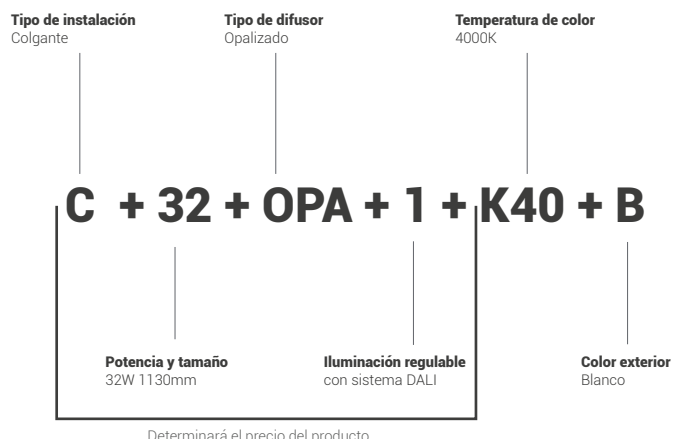 Tipo de instalación
Colgante
Tipo de difusor
Opalizado
Temperatura de color
4000K
C + 32 + OPA + 1 + K40 + B
Potencia y tamaño
32W 1130mm
Iluminación regulable
con sistema DALI
Color exterior
Blanco
Determinará el precio del producto